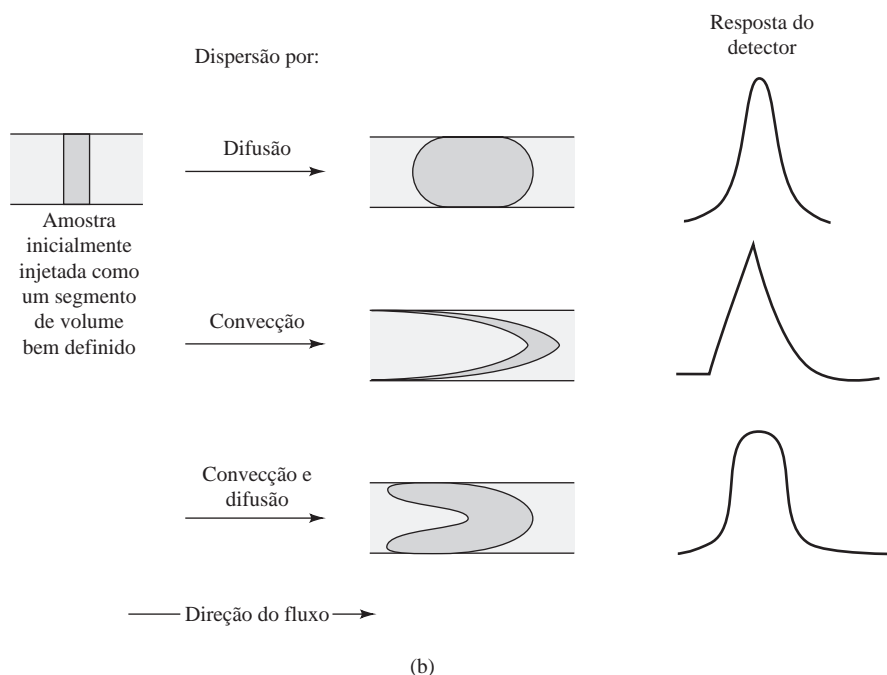 Resposta do
detector
Dispersão por:
Difusão
Amostra
inicialmente
injetada como
um segmento
de volume
bem definido
Convecção
Convecção e
difusão
Direção do fluxo
(b)